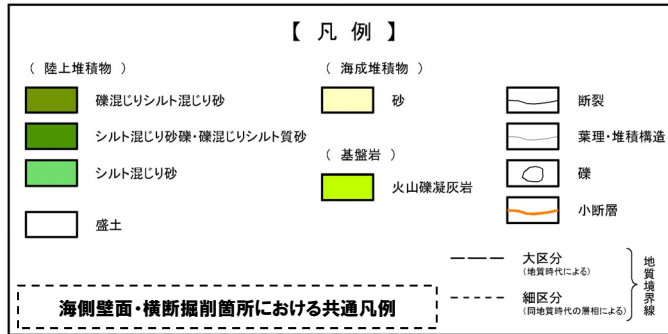 【 凡 例 】
( 陸上堆積物 )
礫混じりシルト混じり砂
シルト混じり砂礫・礫混じりシルト質砂
シルト混じり砂
盛土
( 海成堆積物 )
砂
( 基盤岩 )
火山礫凝灰岩
断裂
葉理・堆積構造
礫
小断層
大区分
(地質時代による)
細区分
(同地質時代の層相による)
地質境界線
海側壁面・横断掘削箇所における共通凡例